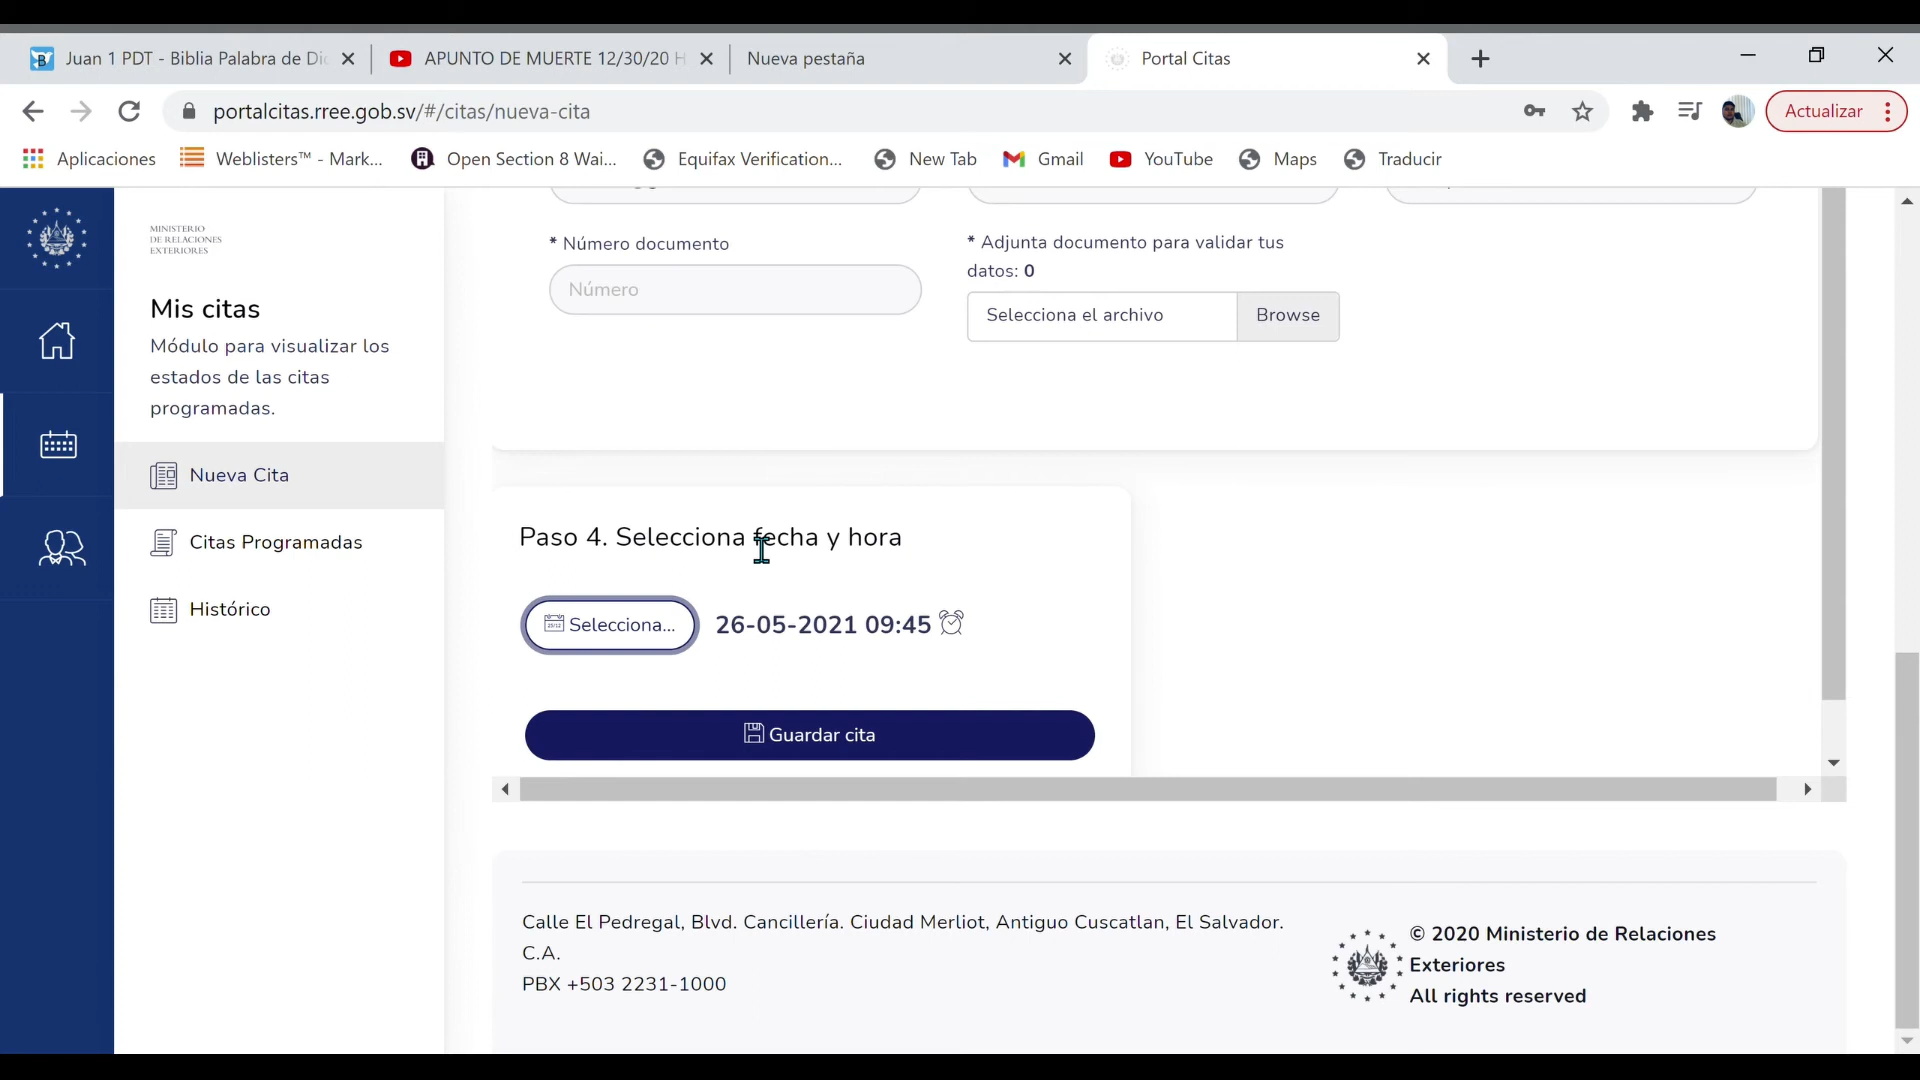 Juan 1 PDT - Biblia Palabra de Di
APUNTO DE MUERTE 12/30/20 H
Nueva pestaña
Portal Citas
portalcitas.rree.gob.sv/#/citas/nueva-cita
Actualizar
Aplicaciones
Weblisters™ - Mark...
Open Section 8 Wai...
Equifax Verification...
New Tab
Gmail
YouTube
Maps
Traducir
MINISTERIO
DE RELACIONES
EXTERIORES
Mis citas
Módulo para visualizar los
estados de las citas
programadas.
Nueva Cita
Citas Programadas
Histórico
* Número documento
Número
* Adjunta documento para validar tus
datos: 0
Selecciona el archivo
Browse
Paso 4. Selecciona fecha y hora
Selecciona...
26-05-2021 09:45
Guardar cita
Calle El Pedregal, Blvd. Cancillería. Ciudad Merliot, Antiguo Cuscatlan, El Salvador.
C.A.
PBX +503 2231-1000
© 2020 Ministerio de Relaciones
Exteriores
All rights reserved